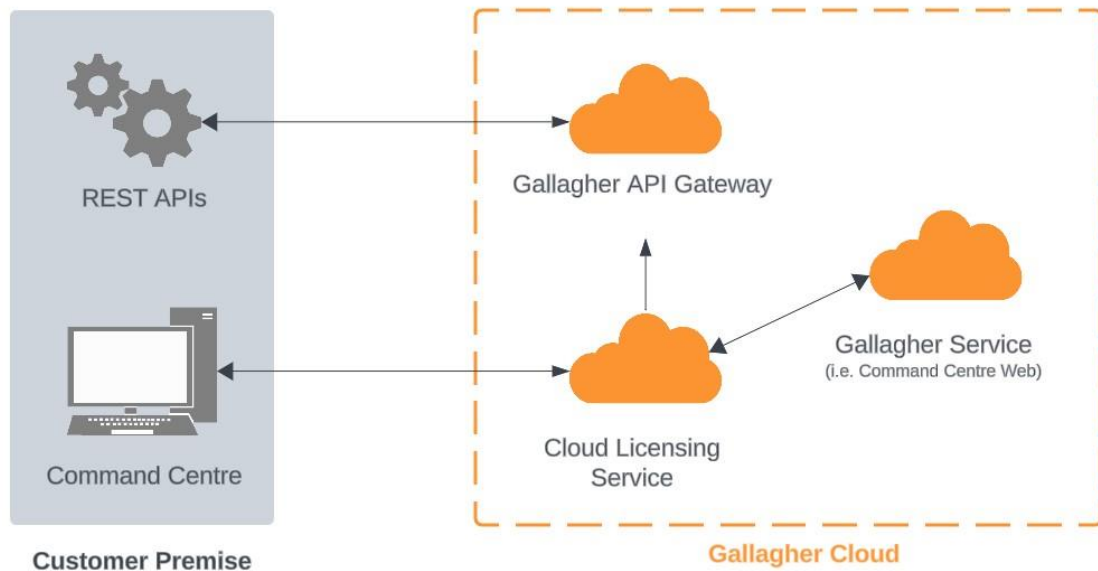 REST APIs
Gallagher API Gateway
Gallagher Service
(i.e. Command Centre Web)
Cloud Licensing
Service
Command Centre
Customer Premise
Gallagher Cloud